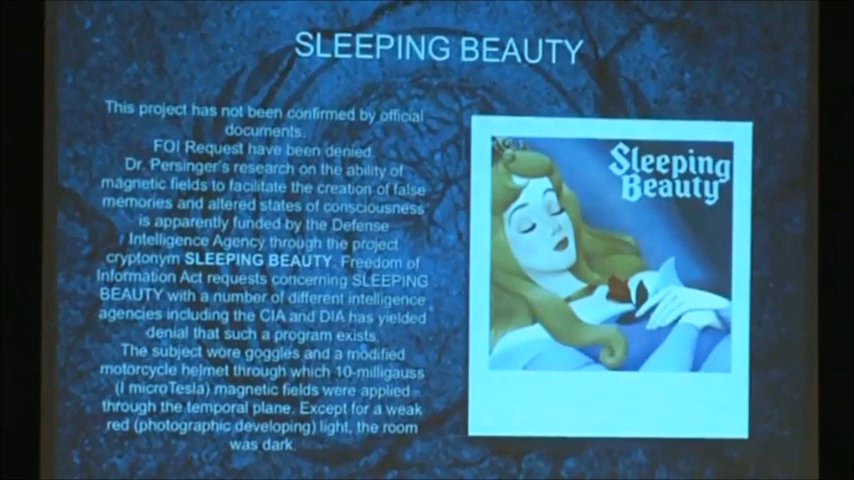 SLEEPING BEAUTY
This project has not been confirmed by official
documents.
FOI Request have been denied.
Dr. Persinger's research on the ability of
magnetic fields to facilitate the creation of false
memories and altered states of consciousness
is apparently funded by the Defense
Intelligence Agency through the project
cryptonym SLEEPING BEAUTY. Freedom of
Information Act requests concerning SLEEPING
BEAUTY with a number of different intelligence
agencies including the CIA and DIA has yielded
denial that such a program exists.
The subject wore goggles and a modified
motorcycle helmet through which 10-milligauss
(I microTesla) magnetic fields were applied
through the temporal plane. Except for a weak
red (photographic developing) light, the room
was dark.
Sleeping
Beauty